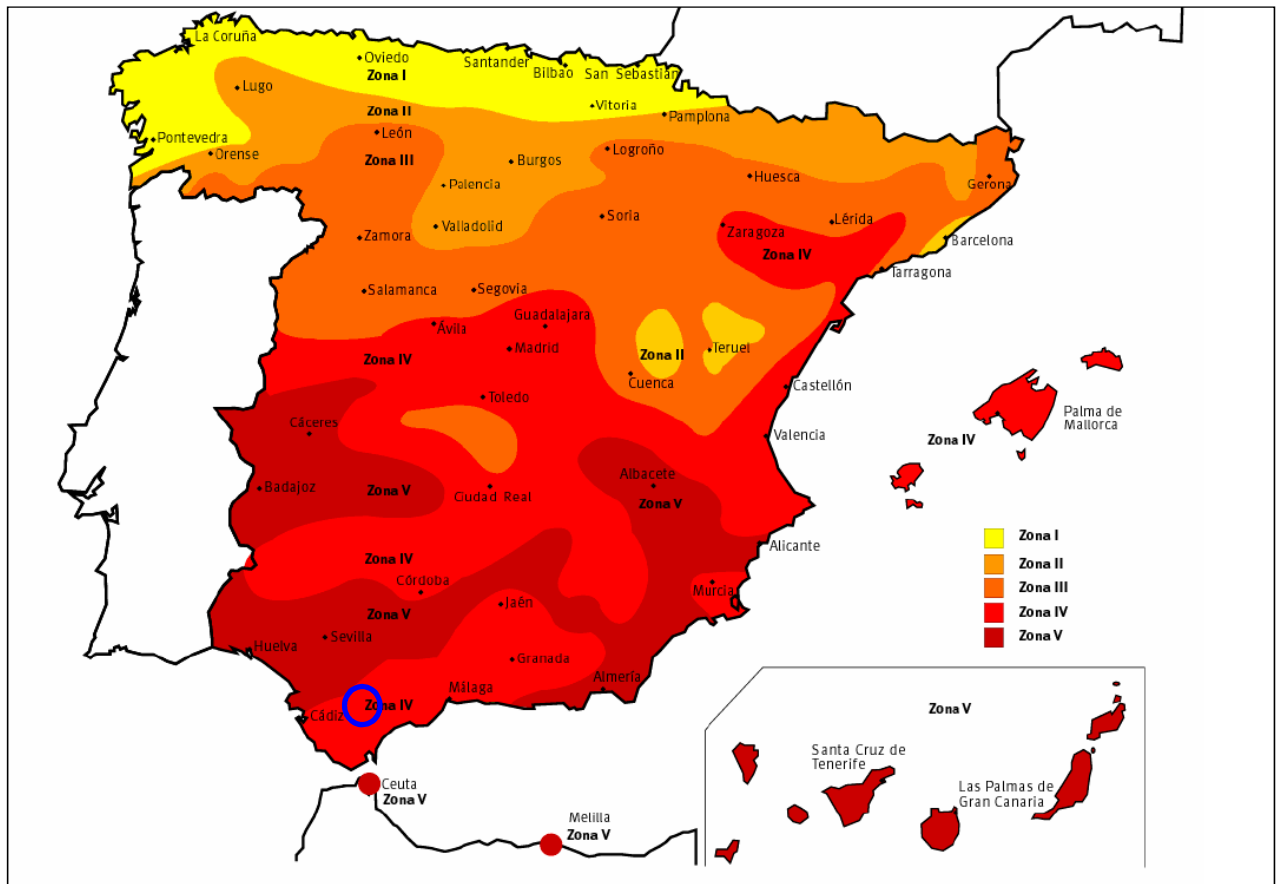 La Coruña
Oviedo
Santander
Bilbao
San Sebastián
Zona I
Lugo
Vitoria
Zona II
Pamplona
Pontevedra
León
Orense
Zona III
Burgos
Logroño
Huesca
Gerona
Palencia
Soria
Lérida
Valladolid
Zaragoza
Zamora
Barcelona
Zona IV
Tarragona
Salamanca
Segovia
Guadalajara
Ávila
Madrid
Zona IV
Zona II
Teruel
Cuenca
Castellón
Toledo
Palma de
Mallorca
Cáceres
Valencia
Zona IV
Albacete
Badajoz
Zona V
Ciudad Real
Zona V
Zona I
Alicante
Zona IV
Zona II
Córdoba
Zona III
Murcia
Jaén
Zona IV
Zona V
Zona V
Sevilla
Huelva
Granada
Almería
Málaga
Cádiz
Zona IV
Zona V
Santa Cruz de
Tenerife
Ceuta
Zona V
Las Palmas de
Gran Canaria
Melilla
Zona V